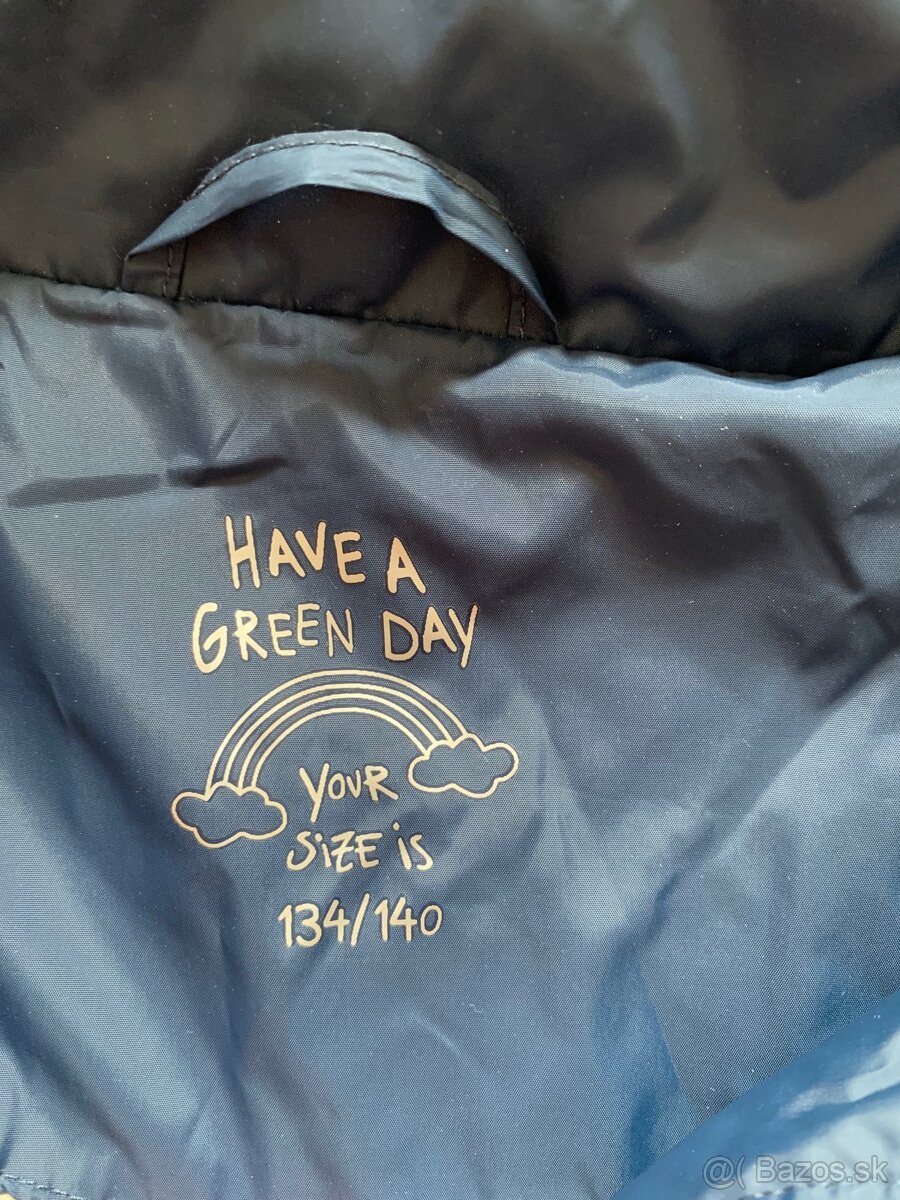 HAVE A
GREEN DAY
YOUR
SiZE iS
134/140
@( Bazos.sk